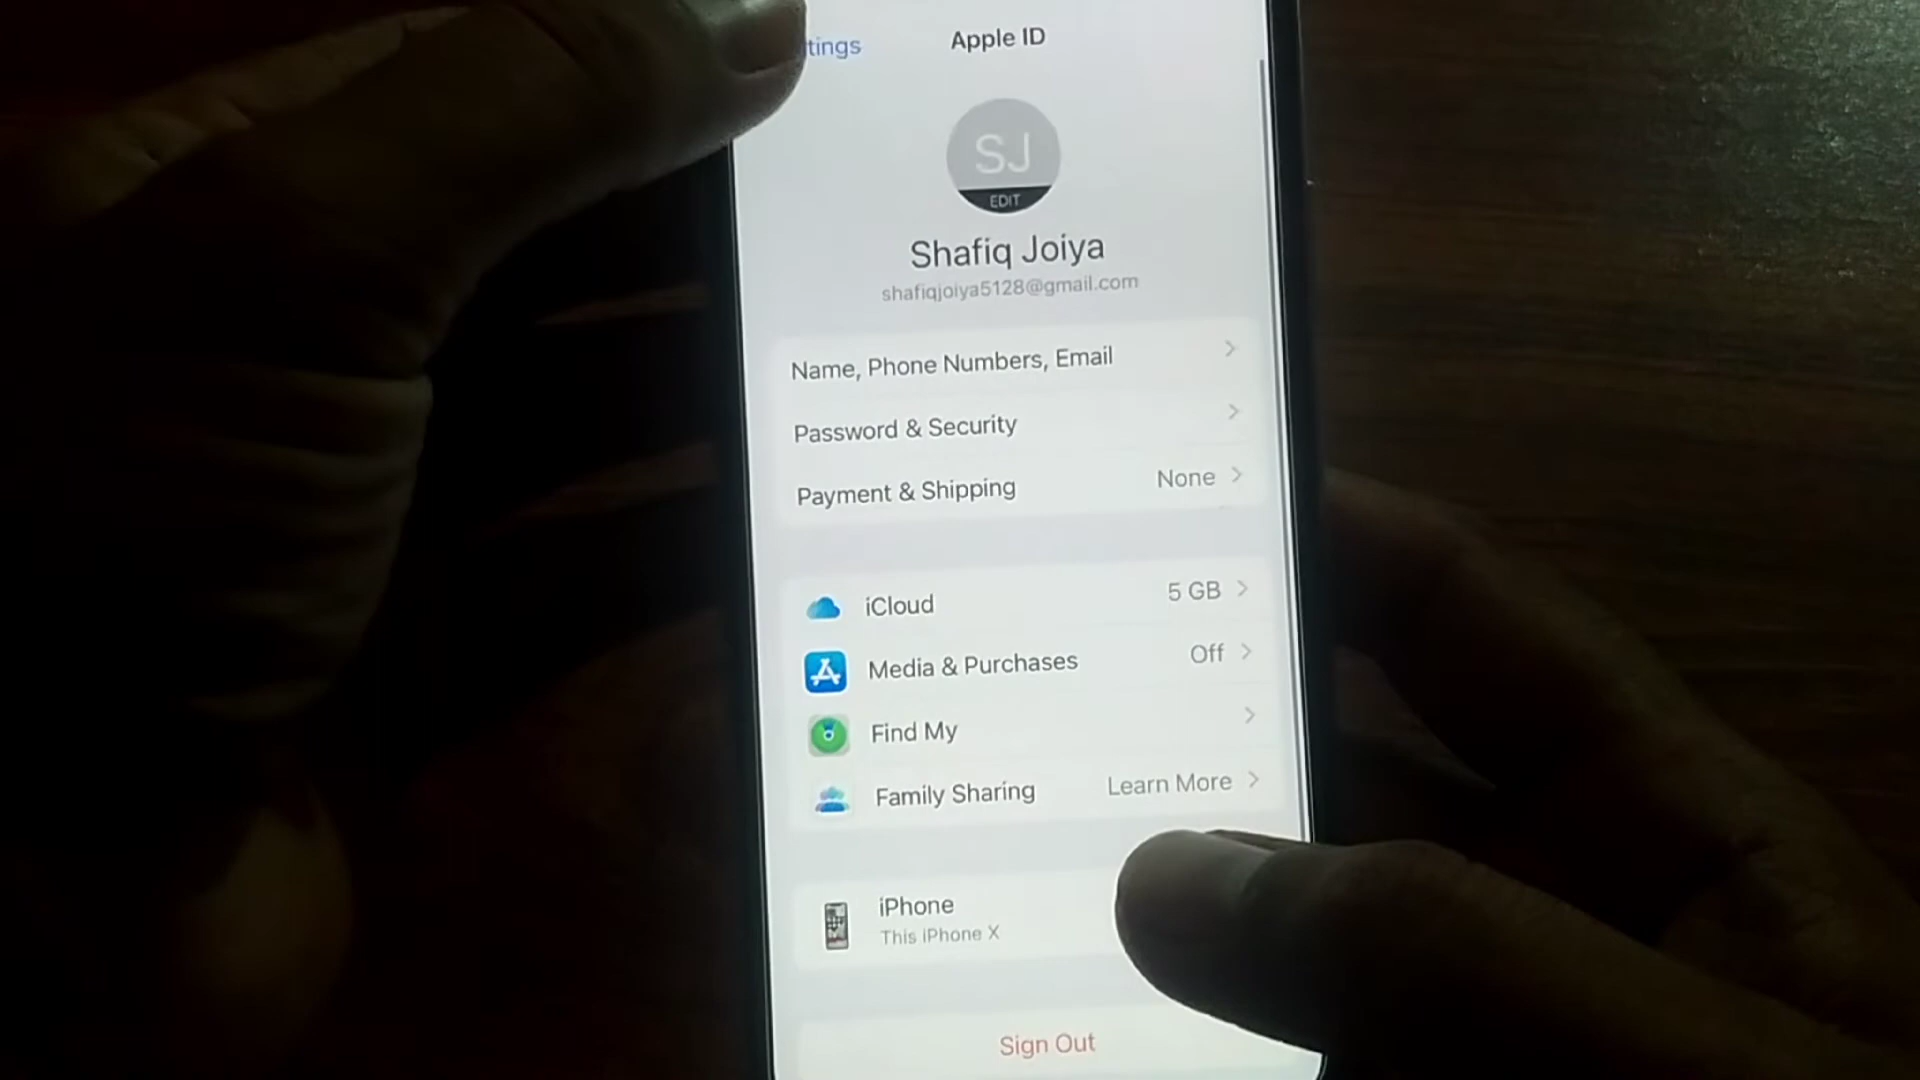 tings
Apple ID
SJ
EDIT
Shafiq Joiya
shafiqjoiya5128@gmail.com
Name, Phone Numbers, Email
Password & Security
Payment & Shipping None
iCloud 5 GB
Media & Purchases Off
Find My
Family Sharing Learn More
iPhone
This iPhone X
Sign Out